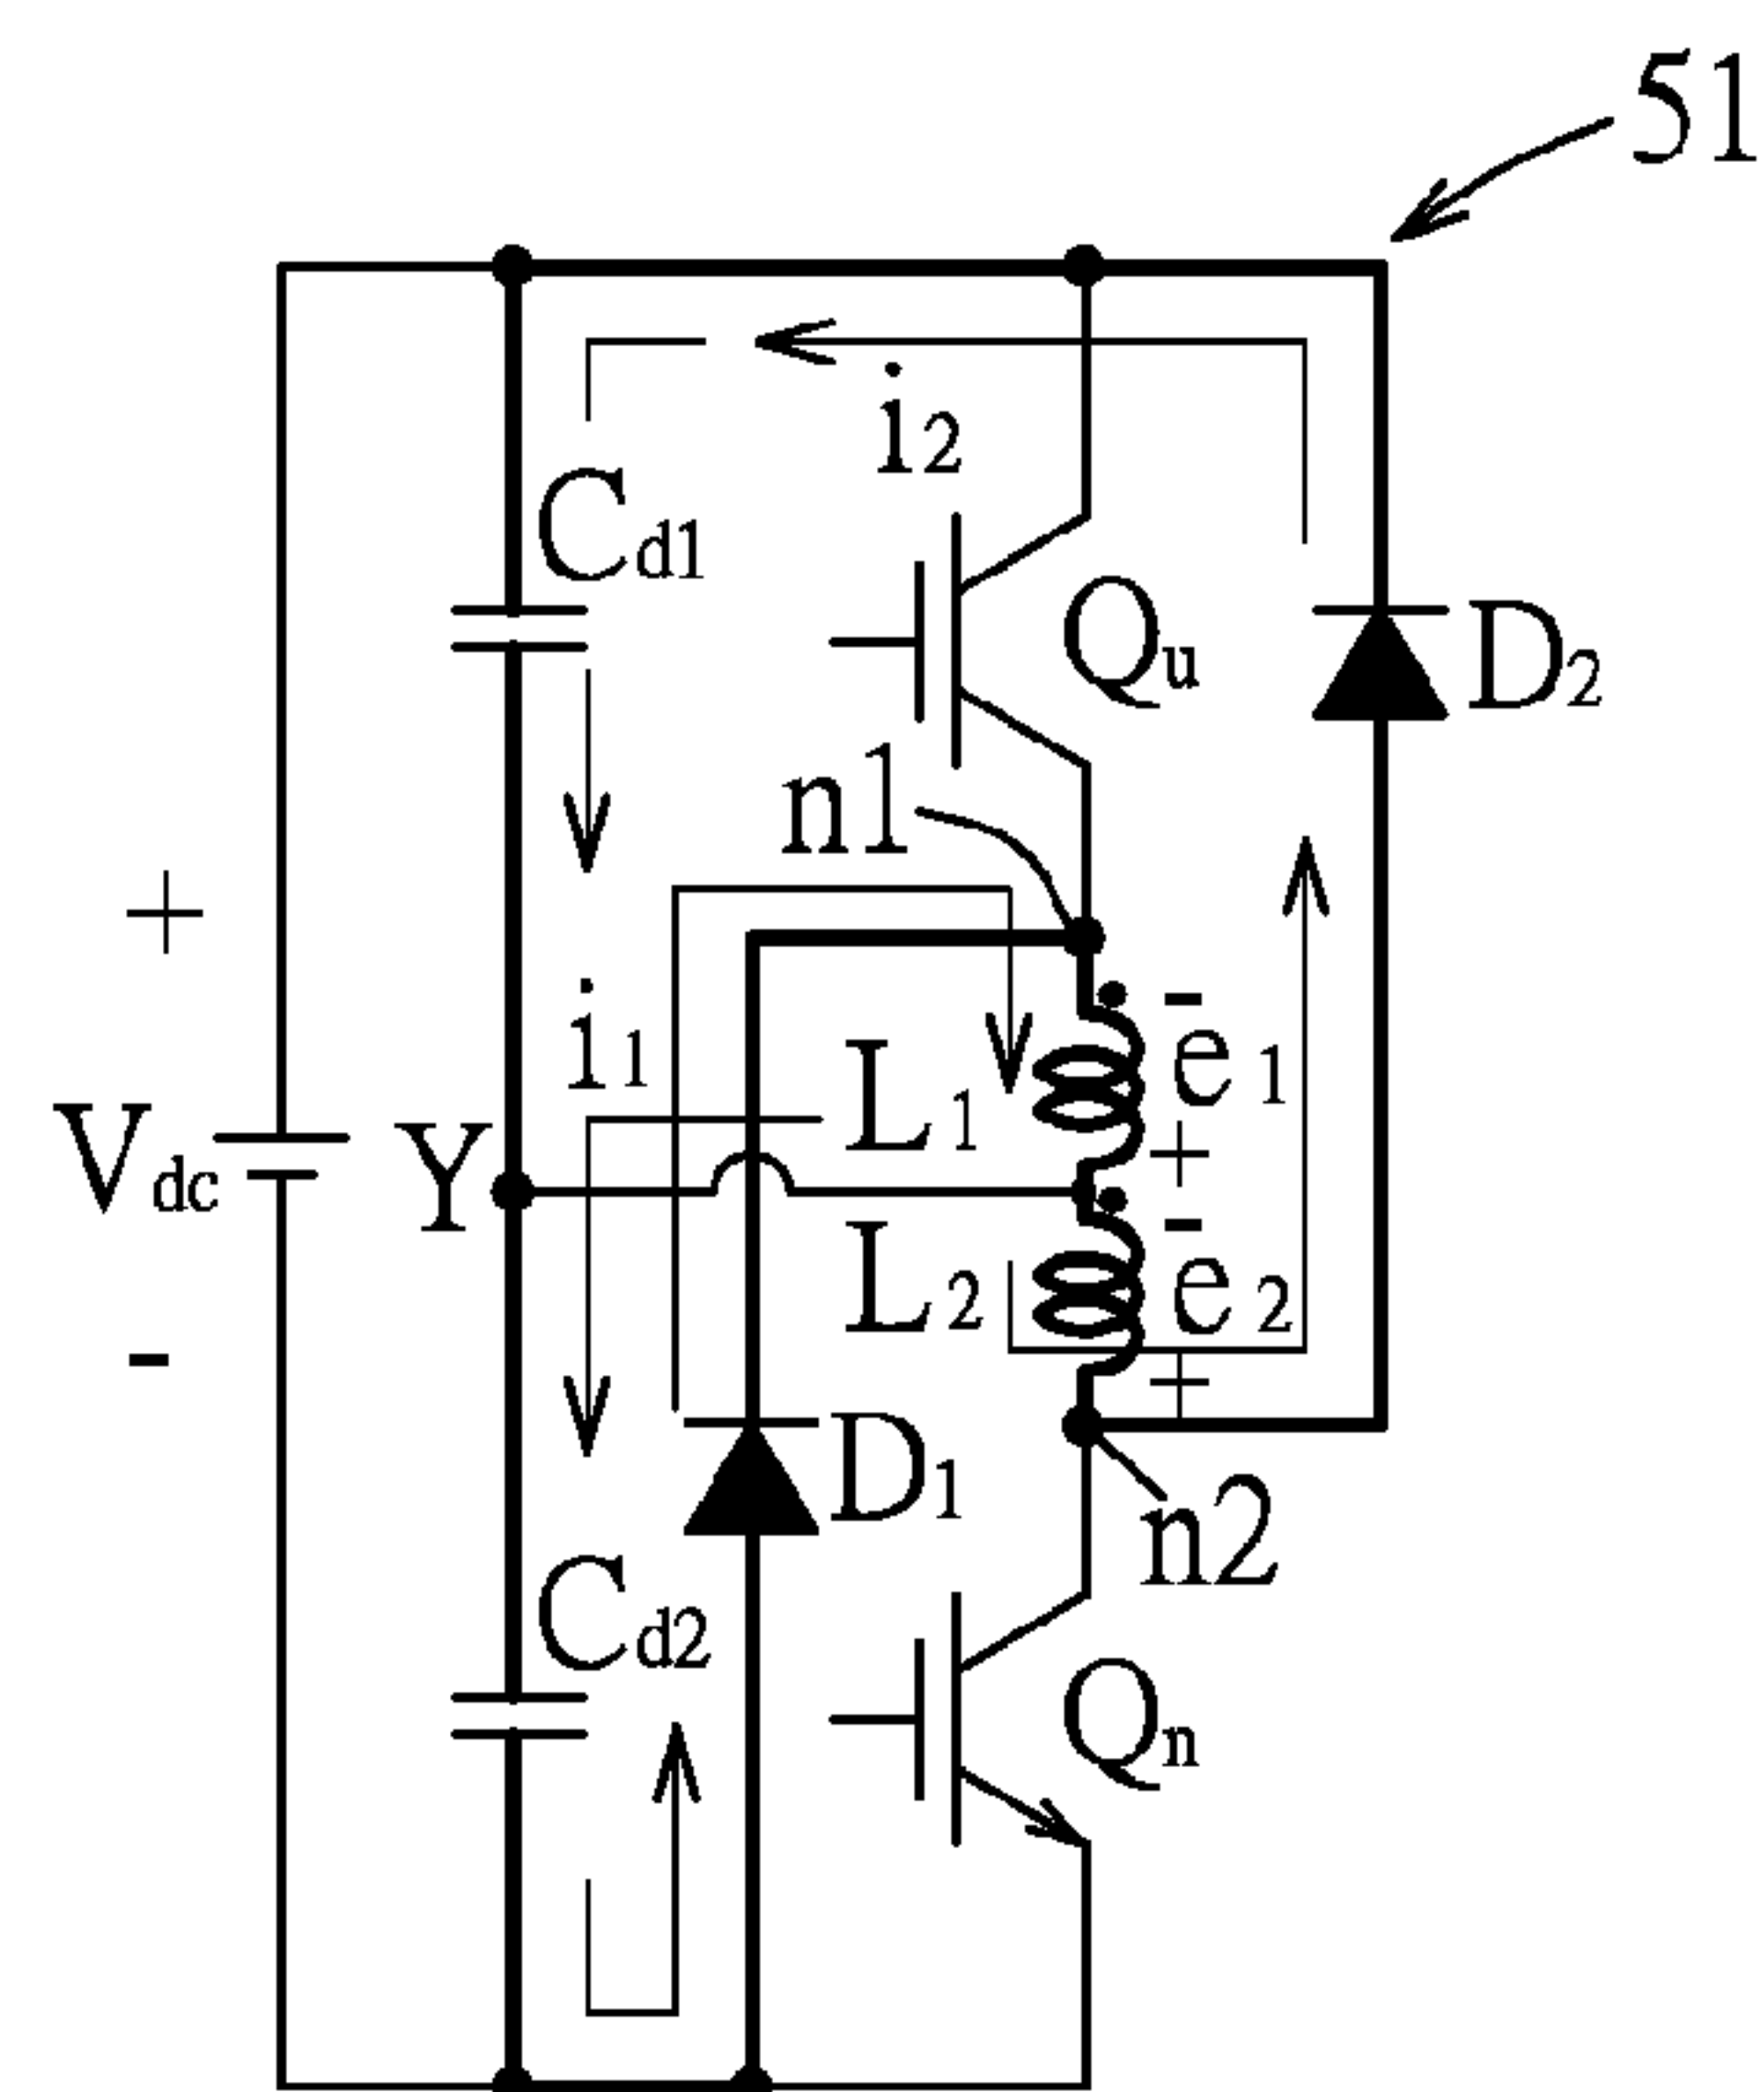 51
i2
Cd1
Qu
D2
n1
+
-
e1
i1
L1
+
Vdc
Y
-
L2
e2
-
+
D1
n2
Cd2
Qn